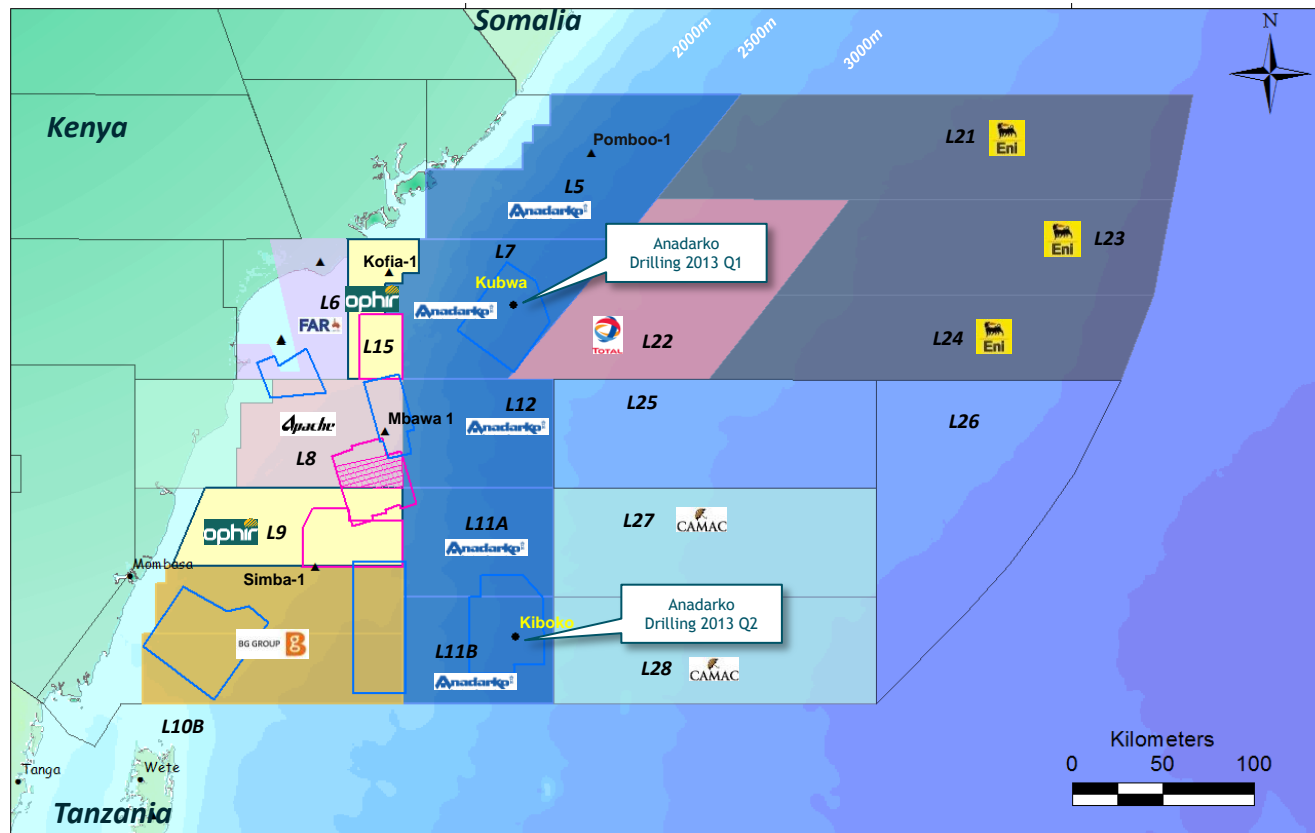 Somalia
2000m
2500m
3000m
N
Kenya
Pomboo-1
L21
Eni
L5
Anadarko
L23
Eni
Anadarko
Drilling 2013 Q1
L7
Kofia-1
Kubwa
L6
ophir
Anadarko
FAR
L15
TOTAL
L22
L24
Eni
L12
Anadarko
L25
L26
Apache
Mbawa 1
L8
L11A
Anadarko
L27
CAMAC
ophir
L9
Mombasa
Simba-1
Anadarko
Drilling 2013 Q2
Kiboko
BG GROUP
L11B
Anadarko
L28
CAMAC
L10B
Kilometers
0 50 100
Tanga
Wete
Tanzania